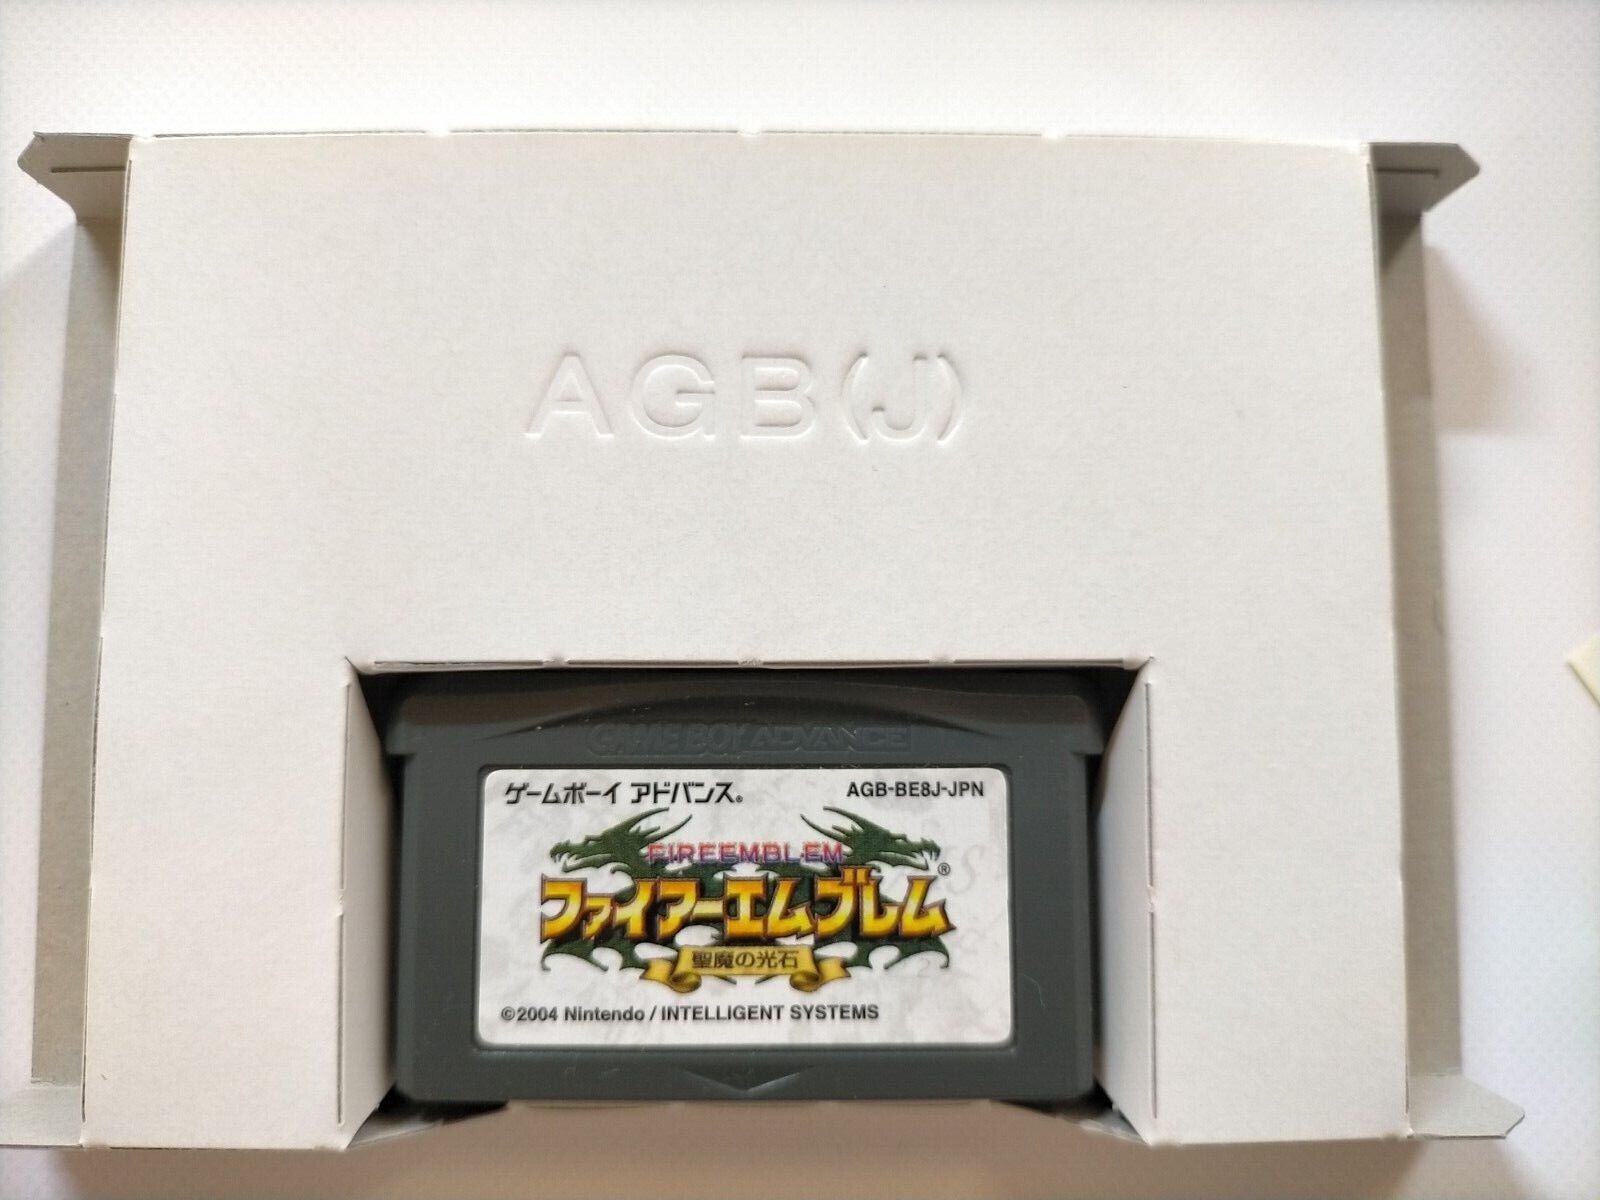 AGB(J)
GAME BOY ADVANCE
ゲームボーイ アドバンス® AGB-BE8J-JPN
FIREEMBLEM
ファイアーエムブレム®
聖魔の光石
©2004 Nintendo / INTELLIGENT SYSTEMS